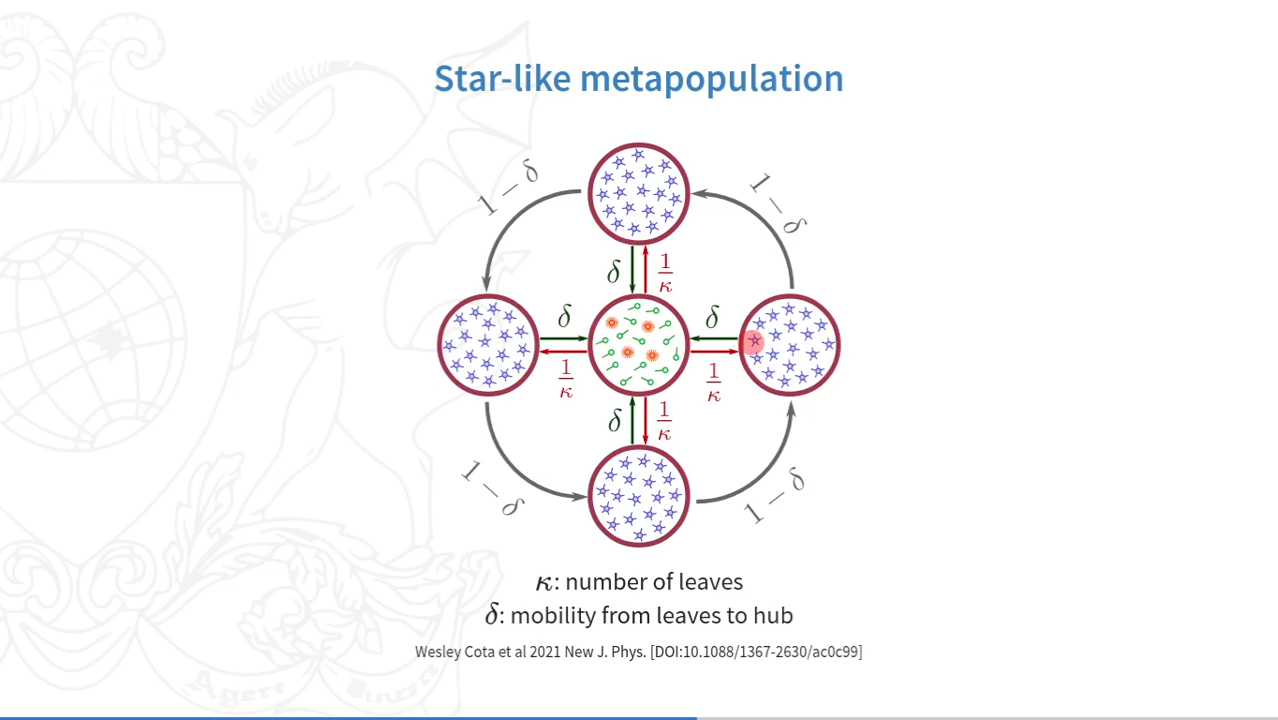 Star-like metapopulation
1 − δ
1 − δ
δ
1/κ
δ
δ
1/κ
1/κ
δ
1/κ
1 − δ
1 − δ
κ: number of leaves
δ: mobility from leaves to hub
Wesley Cota et al 2021 New J. Phys. [DOI:10.1088/1367-2630/ac0c99]
Agere